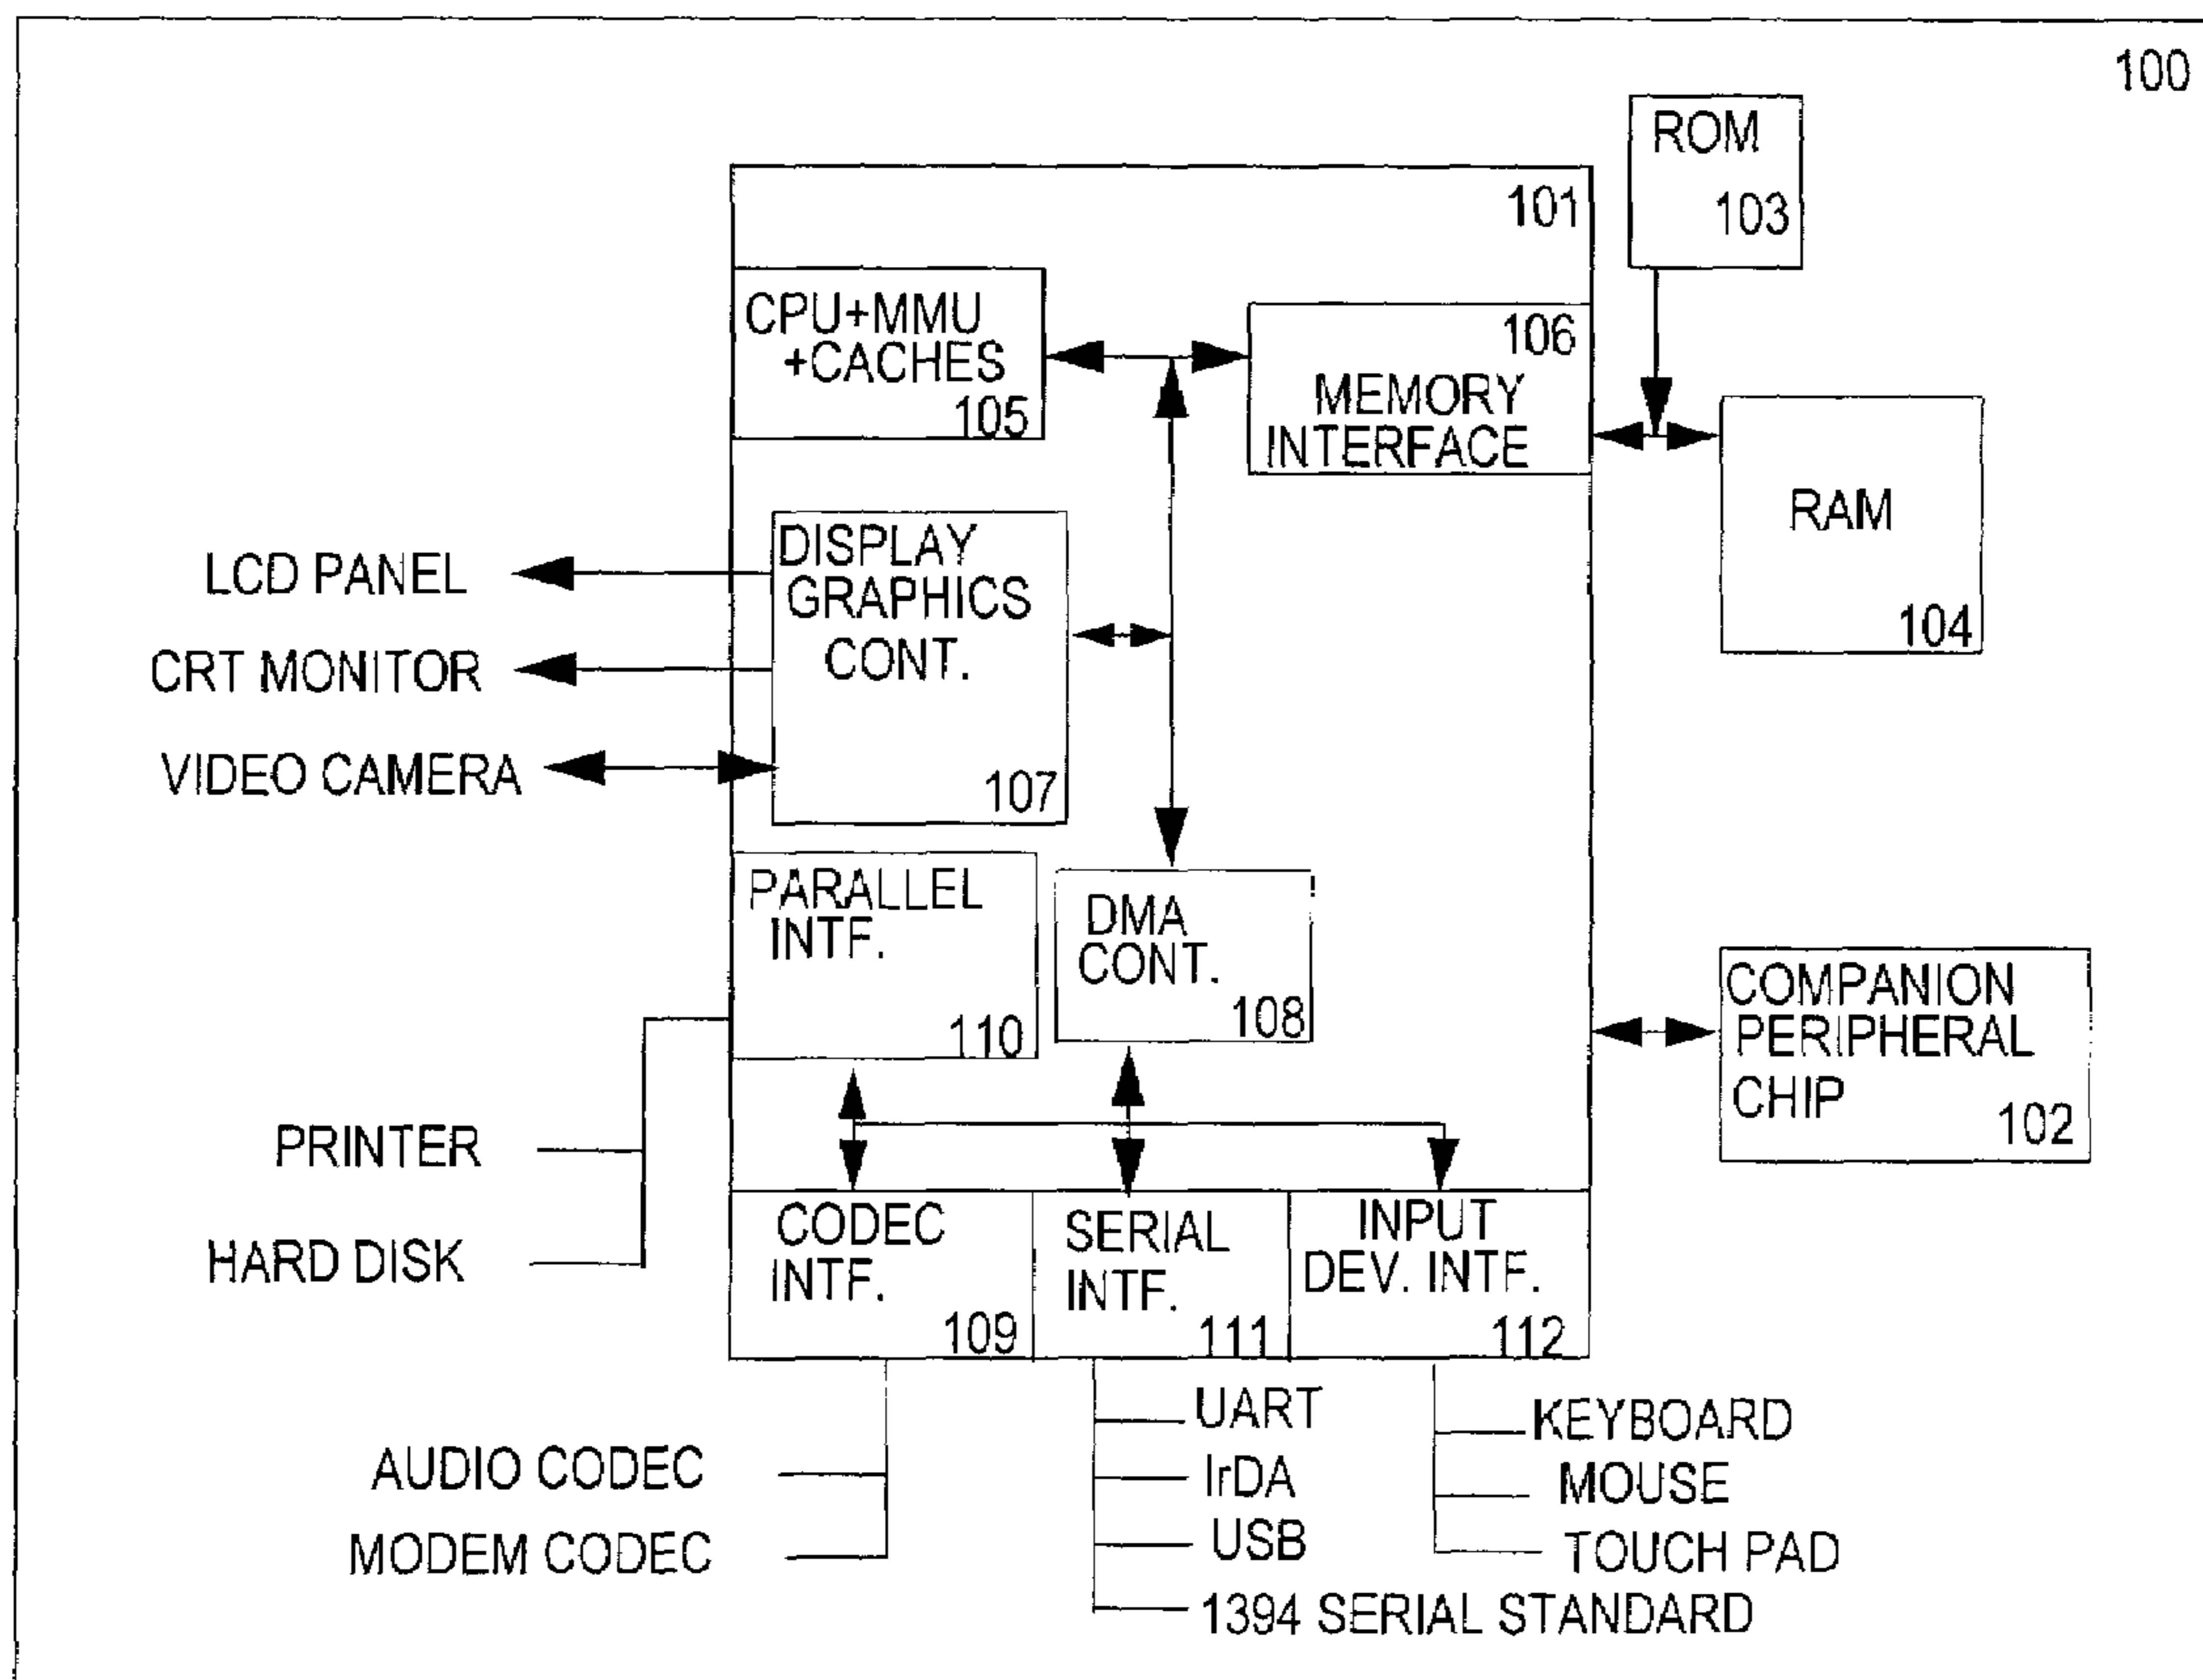 100
ROM
103
101
CPU+MMU
+CACHES
105
106
MEMORY
INTERFACE
RAM
104
LCD PANEL
CRT MONITOR
VIDEO CAMERA
DISPLAY
GRAPHICS
CONT.
107
PARALLEL
INTF.
110
DMA
CONT.
108
COMPANION
PERIPHERAL
CHIP
102
PRINTER
HARD DISK
CODEC
INTF.
109
SERIAL
INTF.
111
INPUT
DEV. INTF.
112
AUDIO CODEC
MODEM CODEC
UART
IrDA
USB
1394 SERIAL STANDARD
KEYBOARD
MOUSE
TOUCH PAD